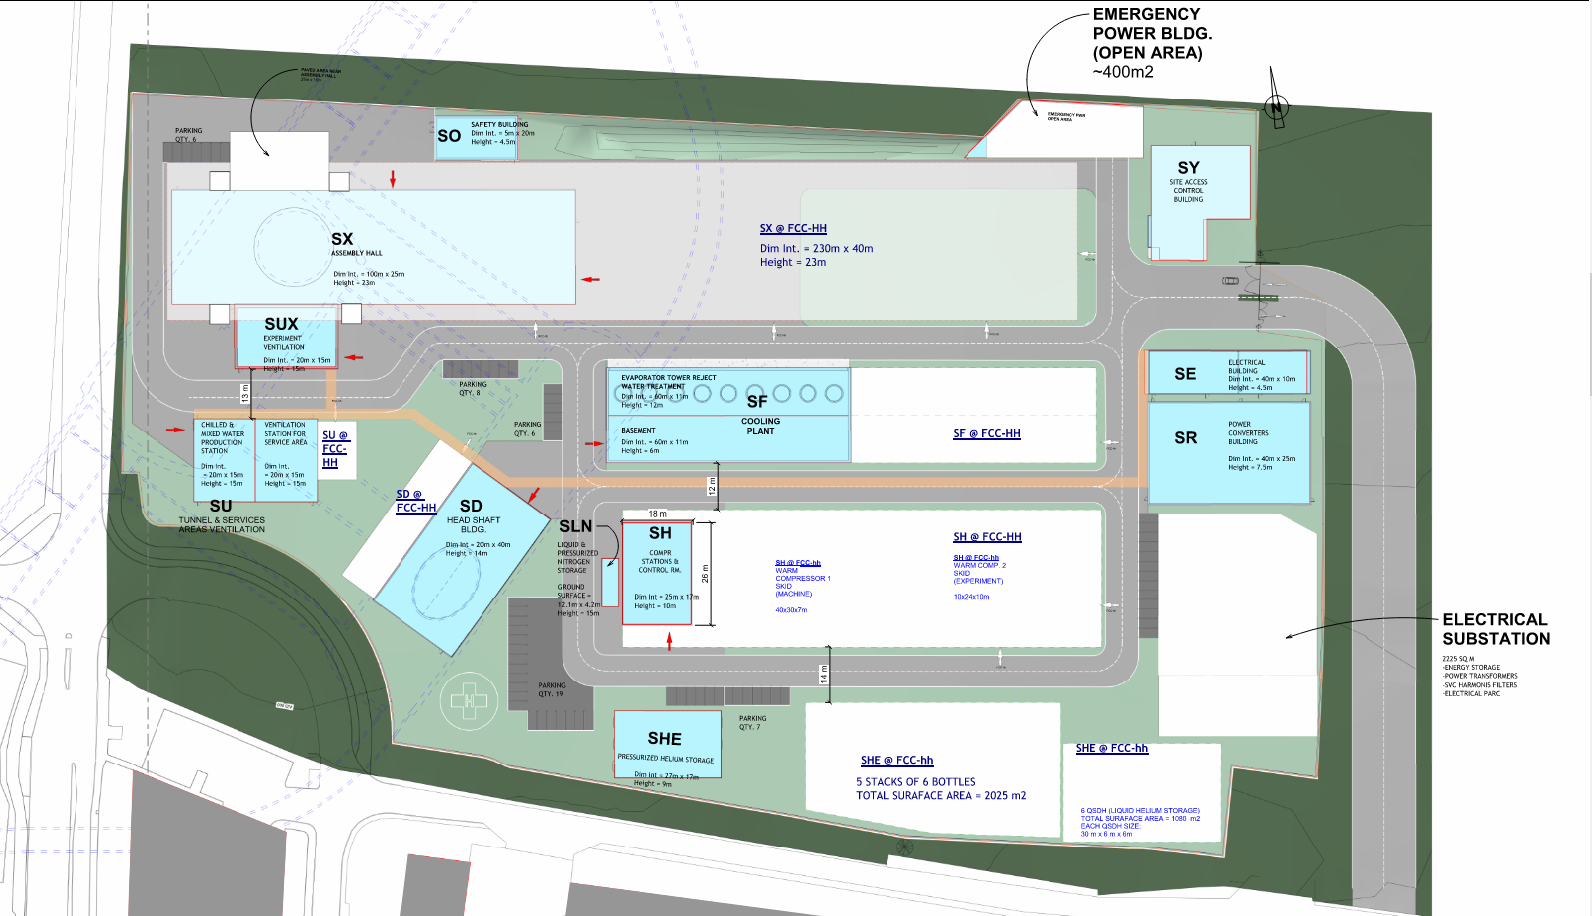 EMERGENCY
POWER BLDG.
(OPEN AREA)
~400m2
PAVED AREA NEAR
ASSEMBLY HALL
N
EMERGENCY PWR
OPEN AREA
PARKING
QTY. 6
SO
SAFETY BUILDING
Dim Int. = 5m x 20m
Height = 4.5m
SY
SITE ACCESS
CONTROL
BUILDING
SX
ASSEMBLY HALL
Dim Int. = 100m x 25m
Height = 23m
SX @ FCC-HH
Dim Int. = 230m x 40m
Height = 23m
SUX
EXPERIMENT
VENTILATION
Dim Int. = 20m x 15m
Height = 15m
13 m
PARKING
QTY. 8
PARKING
QTY. 6
EVAPORATOR TOWER REJECT
WATER TREATMENT
Dim Int. = 60m x 11m
Height = 12m
SF
COOLING
PLANT
BASEMENT
Dim Int. = 60m x 11m
Height = 6m
SF @ FCC-HH
SE
ELECTRICAL
BUILDING
Dim Int. = 40m x 10m
Height = 4.5m
SR
POWER
CONVERTERS
BUILDING
Dim Int. = 40m x 25m
Height = 7.5m
CHILLED &
MIXED WATER
PRODUCTION
STATION
Dim Int.
= 20m x 15m
Height = 15m
VENTILATION
STATION FOR
SERVICE AREA
Dim Int.
= 20m x 15m
Height = 15m
SU @
FCC-
HH
SU
TUNNEL & SERVICES
AREAS VENTILATION
SD @
FCC-HH
SD
HEAD SHAFT
BLDG.
Dim Int = 20m x 40m
Height = 14m
12 m
SLN
LIQUID &
PRESSURIZED
NITROGEN
STORAGE
GROUND
SURFACE =
12.1m x 4.2m
Height = 15m
18 m
SH
COMPR
STATIONS &
CONTROL RM.
Dim Int = 25m x 17m
Height = 10m
26 m
SH @ FCC-hh
WARM
COMPRESSOR 1
SKID
(MACHINE)
40x30x7m
SH @ FCC-HH
SH @ FCC-hh
WARM COMP. 2
SKID
(EXPERIMENT)
10x24x10m
ELECTRICAL
SUBSTATION
2225 SQ.M
-ENERGY STORAGE
-POWER TRANSFORMERS
-SVC HARMONIS FILTERS
-ELECTRICAL PARC
14 m
PARKING
QTY. 19
PARKING
QTY. 7
SHE
PRESSURIZED HELIUM STORAGE
Dim Int = 27m x 17m
Height = 9m
SHE @ FCC-hh
5 STACKS OF 6 BOTTLES
TOTAL SURAFACE AREA = 2025 m2
SHE @ FCC-hh
6 QSDH (LIQUID HELIUM STORAGE)
TOTAL SURAFACE AREA = 1080 m2
EACH QSDH SIZE:
30 m x 6 m x 6m